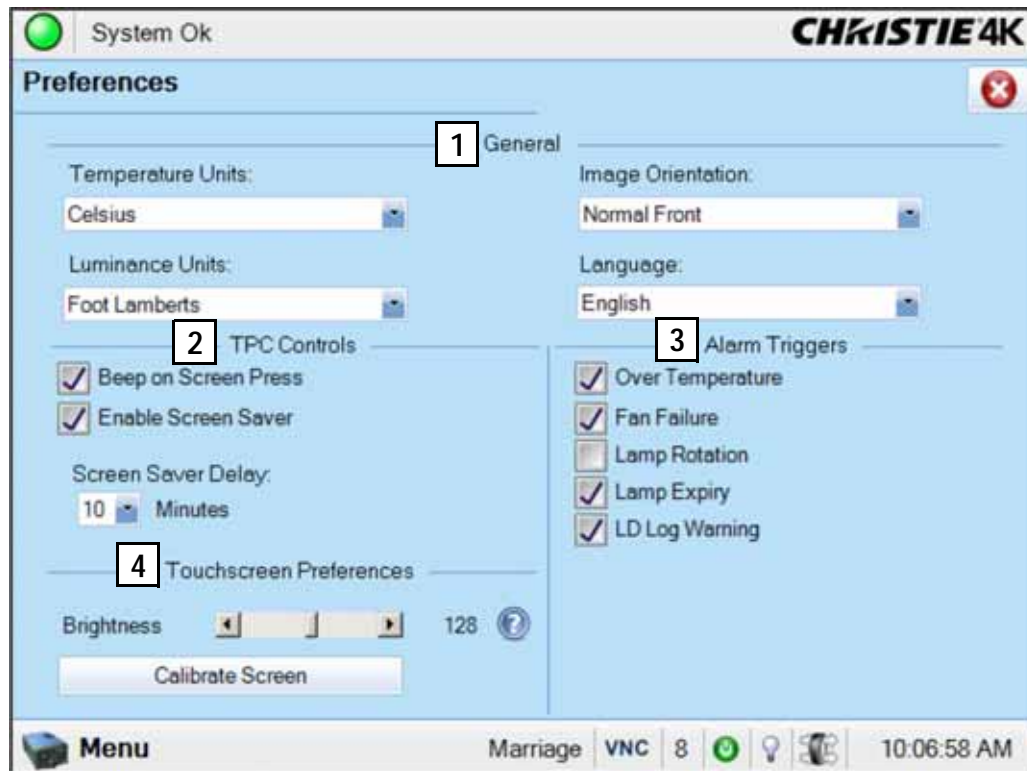 System Ok
CHRISTIE 4K
Preferences
1 General
Temperature Units:
Celsius
Image Orientation:
Normal Front
Luminance Units:
Foot Lamberts
Language:
English
2 TPC Controls
Beep on Screen Press
Enable Screen Saver
Screen Saver Delay:
10 Minutes
3 Alarm Triggers
Over Temperature
Fan Failure
Lamp Rotation
Lamp Expiry
LD Log Warning
4 Touchscreen Preferences
Brightness 128 ?
Calibrate Screen
Menu Marriage VNC 8 10:06:58 AM